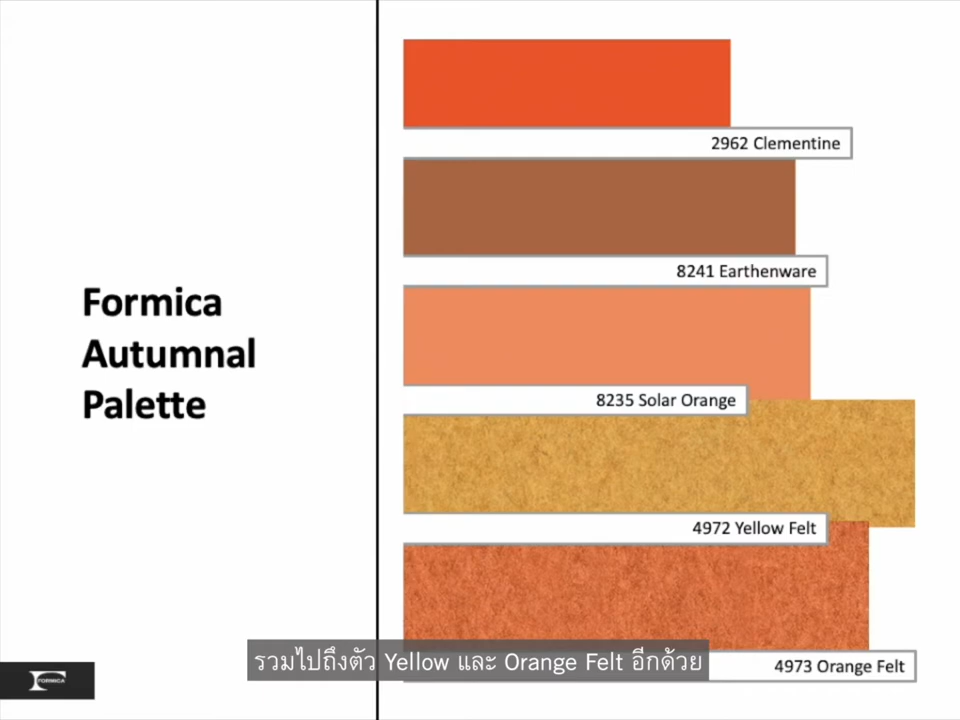 Formica
Autumnal
Palette
2962 Clementine
8241 Earthenware
8235 Solar Orange
4972 Yellow Felt
4973 Orange Felt
รวมไปถึงตัว Yellow และ Orange Felt อีกด้วย
FORMICA